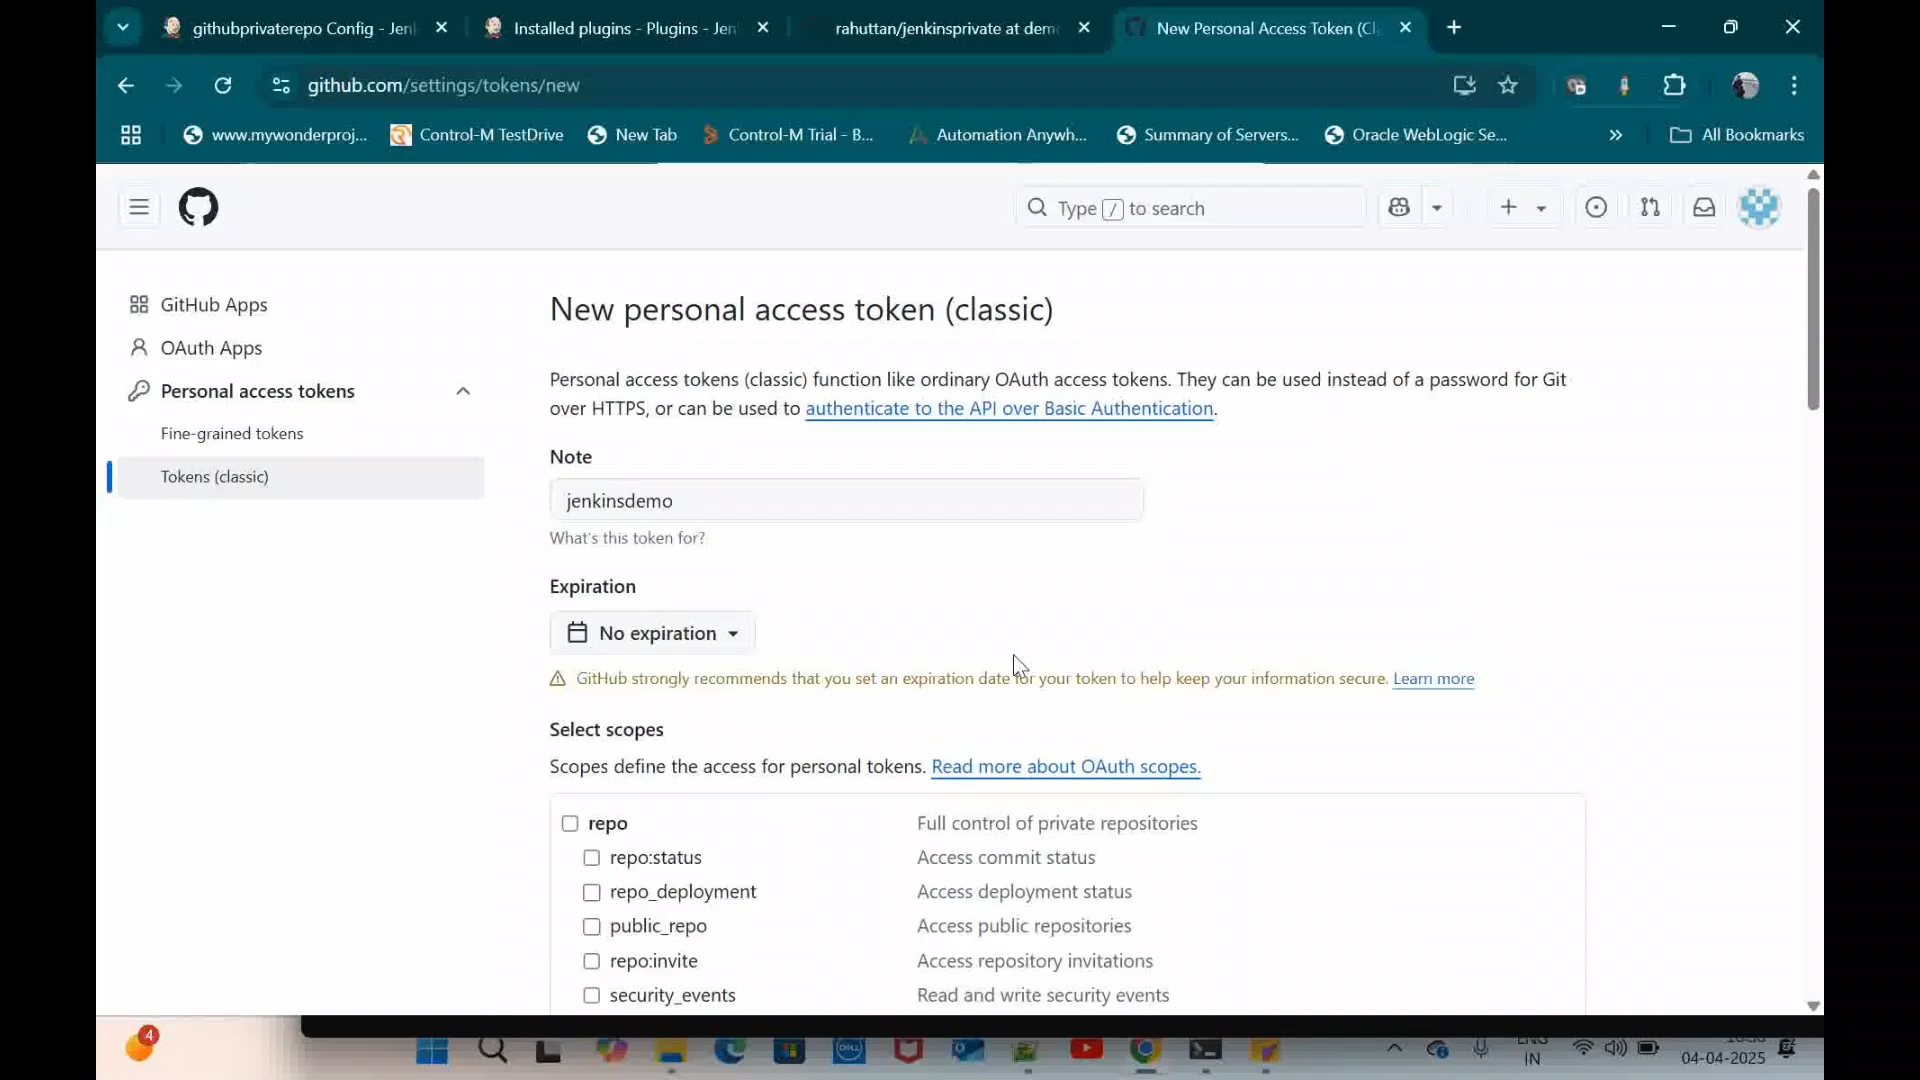 githubprivaterepo Config - Jen
Installed plugins - Plugins - Jen
rahuttan/jenkinsprivate at dem
New Personal Access Token (Cl
github.com/settings/tokens/new
www.mywonderproj...
Control-M TestDrive
New Tab
Control-M Trial - B...
Automation Anywh...
Summary of Servers...
Oracle WebLogic Se...
All Bookmarks
Type / to search
GitHub Apps
OAuth Apps
Personal access tokens
Fine-grained tokens
Tokens (classic)
New personal access token (classic)
Personal access tokens (classic) function like ordinary OAuth access tokens. They can be used instead of a password for Git
over HTTPS, or can be used to authenticate to the API over Basic Authentication.
Note
jenkinsdemo
What's this token for?
Expiration
No expiration
GitHub strongly recommends that you set an expiration date for your token to help keep your information secure. Learn more
Select scopes
Scopes define the access for personal tokens. Read more about OAuth scopes.
repo Full control of private repositories
repo:status Access commit status
repo_deployment Access deployment status
public_repo Access public repositories
repo:invite Access repository invitations
security_events Read and write security events
4
DELL
ENG
IN
04-04-2025